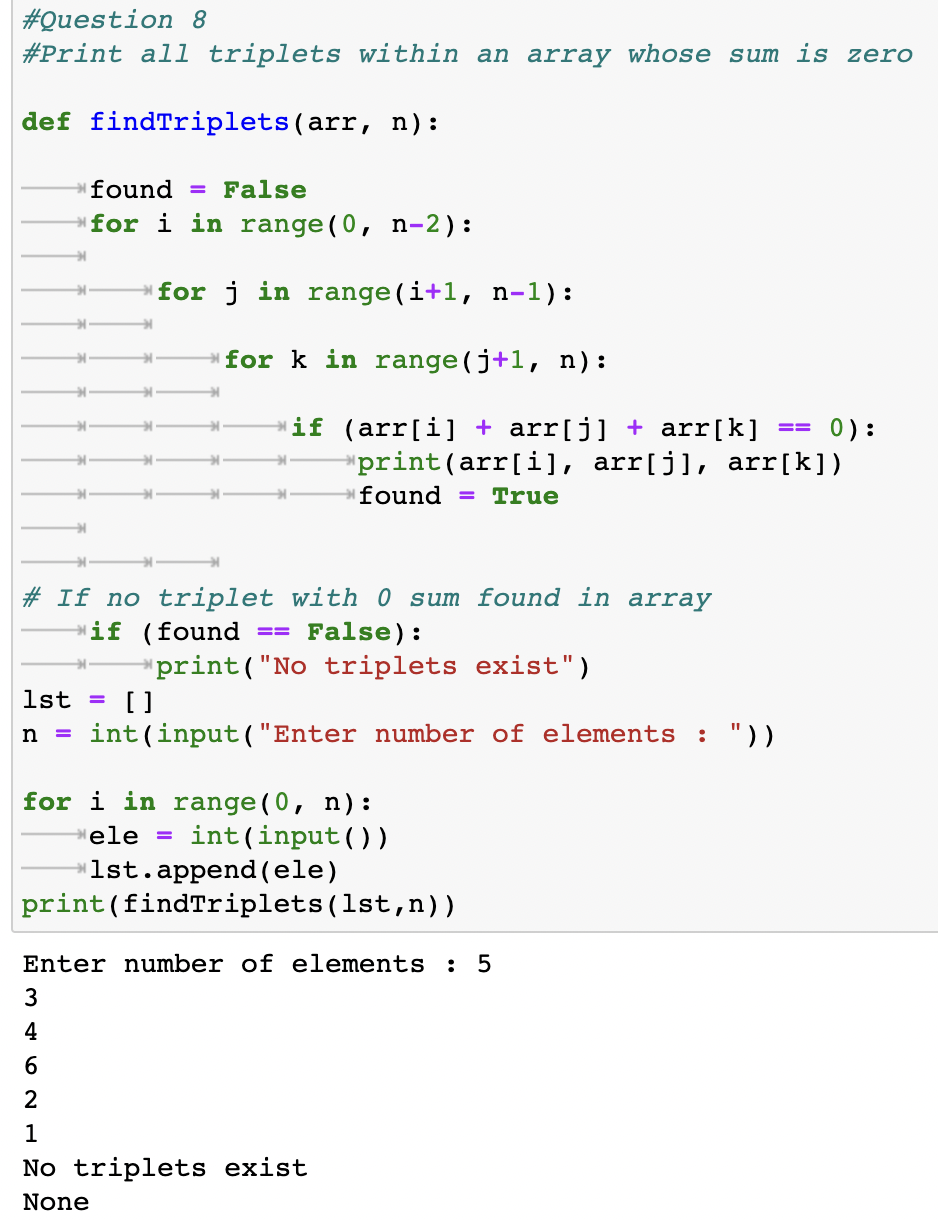 #Question 8
#Print all triplets within an array whose sum is zero
def findTriplets(arr, n):
found = False
for i in range(0, n-2):
for j in range(i+1, n-1):
for k in range(j+1, n):
if (arr[i] + arr[j] + arr[k] == 0):
print(arr[i], arr[j], arr[k])
found = True
# If no triplet with 0 sum found in array
if (found == False):
print("No triplets exist")
lst = []
n = int(input("Enter number of elements : "))
for i in range(0, n):
ele = int(input())
lst.append(ele)
print(findTriplets(lst,n))
Enter number of elements : 5
3
4
6
2
1
No triplets exist
None